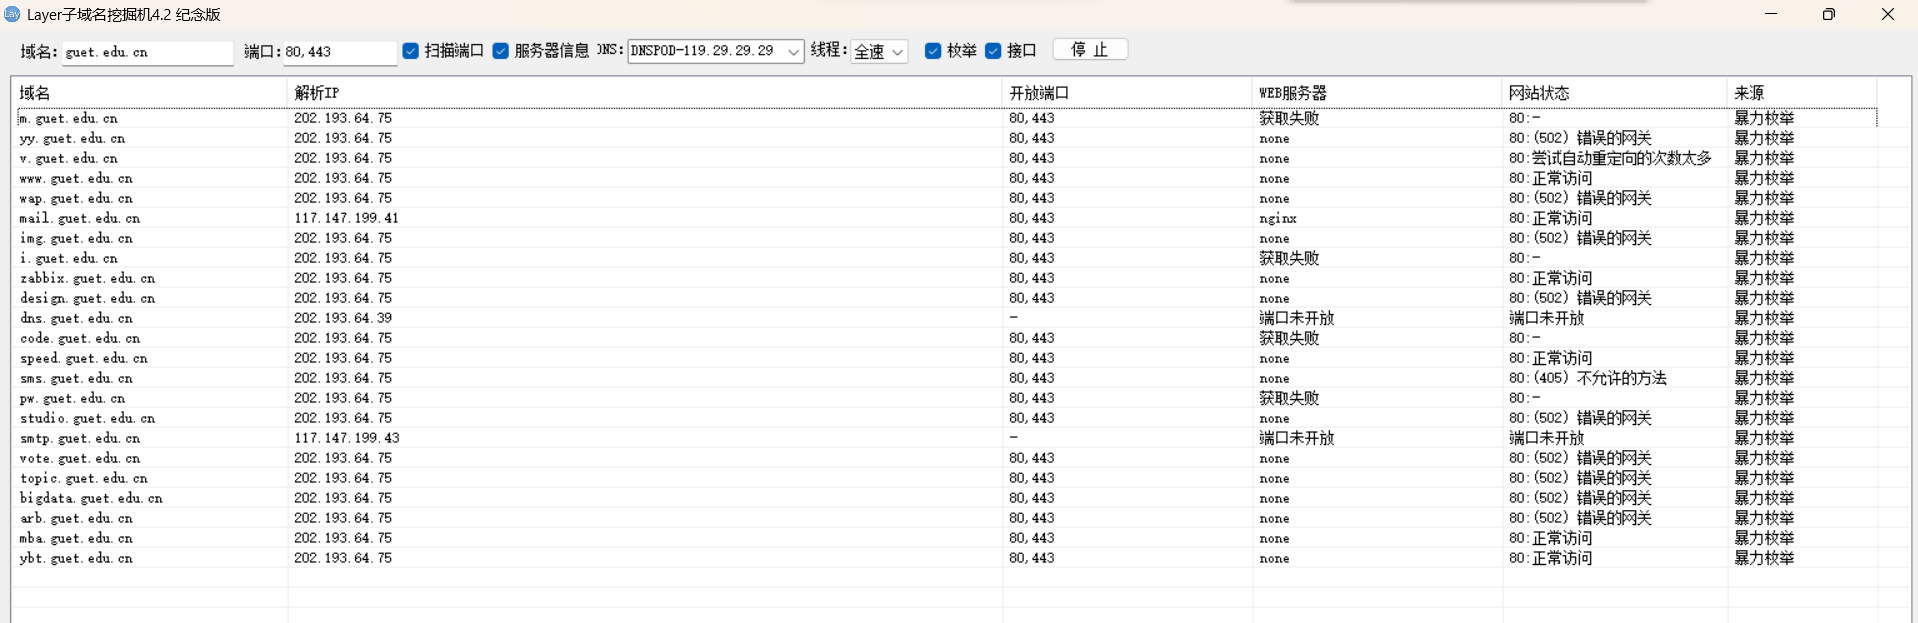 Layer子域名挖掘机4.2 纪念版
域名: guet.edu.cn 端口: 80,443 扫描端口 服务器信息 DNS: DNSPOD-119.29.29.29 线程: 全速 枚举 接口 停 止
域名 解析IP 开放端口 WEB服务器 网站状态 来源
m.guet.edu.cn 202.193.64.75 80,443 获取失败 80:- 暴力枚举
yy.guet.edu.cn 202.193.64.75 80,443 none 80:(502) 错误的网关 暴力枚举
v.guet.edu.cn 202.193.64.75 80,443 none 80:尝试自动重定向的次数太多 暴力枚举
www.guet.edu.cn 202.193.64.75 80,443 none 80:正常访问 暴力枚举
wap.guet.edu.cn 202.193.64.75 80,443 none 80:(502) 错误的网关 暴力枚举
mail.guet.edu.cn 117.147.199.41 80,443 nginx 80:正常访问 暴力枚举
img.guet.edu.cn 202.193.64.75 80,443 none 80:(502) 错误的网关 暴力枚举
i.guet.edu.cn 202.193.64.75 80,443 获取失败 80:- 暴力枚举
zabbix.guet.edu.cn 202.193.64.75 80,443 none 80:正常访问 暴力枚举
design.guet.edu.cn 202.193.64.75 80,443 none 80:(502) 错误的网关 暴力枚举
dns.guet.edu.cn 202.193.64.39 - 端口未开放 端口未开放 暴力枚举
code.guet.edu.cn 202.193.64.75 80,443 获取失败 80:- 暴力枚举
speed.guet.edu.cn 202.193.64.75 80,443 none 80:正常访问 暴力枚举
sms.guet.edu.cn 202.193.64.75 80,443 none 80:(405) 不允许的方法 暴力枚举
pw.guet.edu.cn 202.193.64.75 80,443 获取失败 80:- 暴力枚举
studio.guet.edu.cn 202.193.64.75 80,443 none 80:(502) 错误的网关 暴力枚举
smtp.guet.edu.cn 117.147.199.43 - 端口未开放 端口未开放 暴力枚举
vote.guet.edu.cn 202.193.64.75 80,443 none 80:(502) 错误的网关 暴力枚举
topic.guet.edu.cn 202.193.64.75 80,443 none 80:(502) 错误的网关 暴力枚举
bigdata.guet.edu.cn 202.193.64.75 80,443 none 80:(502) 错误的网关 暴力枚举
arb.guet.edu.cn 202.193.64.75 80,443 none 80:(502) 错误的网关 暴力枚举
mba.guet.edu.cn 202.193.64.75 80,443 none 80:正常访问 暴力枚举
ybt.guet.edu.cn 202.193.64.75 80,443 none 80:正常访问 暴力枚举